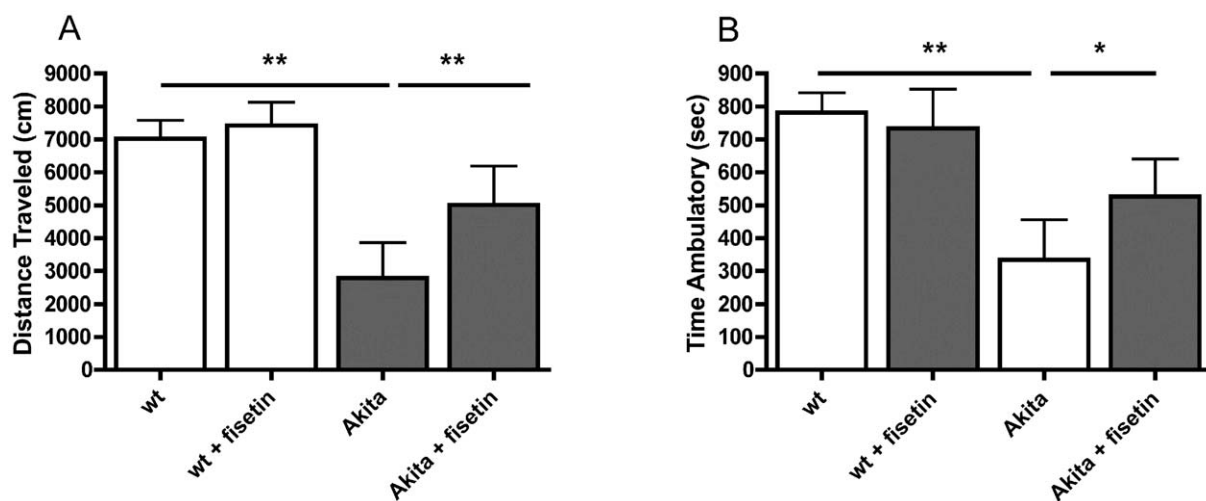 A
** **
Distance Traveled (cm)
9000
8000
7000
6000
5000
4000
3000
2000
1000
0
wt
wt + fisetin
Akita
Akita + fisetin
B
** *
Time Ambulatory (sec)
900
800
700
600
500
400
300
200
100
0
wt
wt + fisetin
Akita
Akita + fisetin